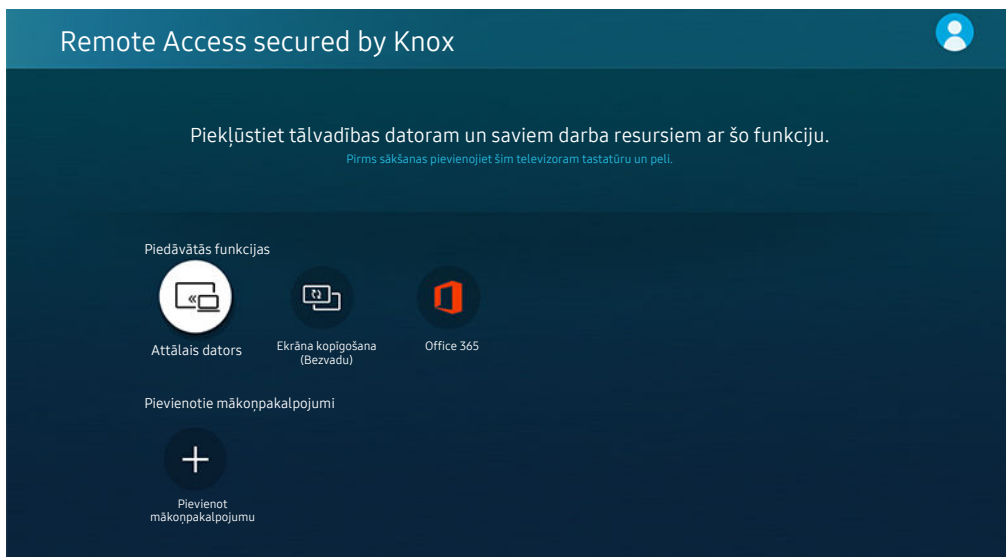 Remote Access secured by Knox
Piekļūstiet tālvadības datoram un saviem darba resursiem ar šo funkciju.
Pirms sākšanas pievienojiet šim televizoram tastatūru un peli.
Piedāvātās funkcijas
Attālais dators
Ekrāna kopīgošana
(Bezvadu)
Office 365
Pievienotie mākoņpakalpojumi
Pievienot
mākoņpakalpojumu